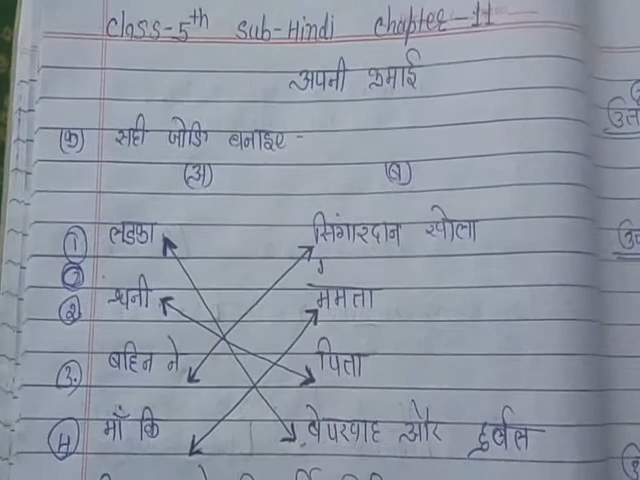 Class-5th sub-Hindi chapter-11
अपनी कमाई
(क) सही जोडि बनाइए -
(अ) (ब)
① लडका सिंगारदान खोला
② धनी ममता
③. बहिन ने पिता
④ माँ कि बेपरवाह और दुर्बल